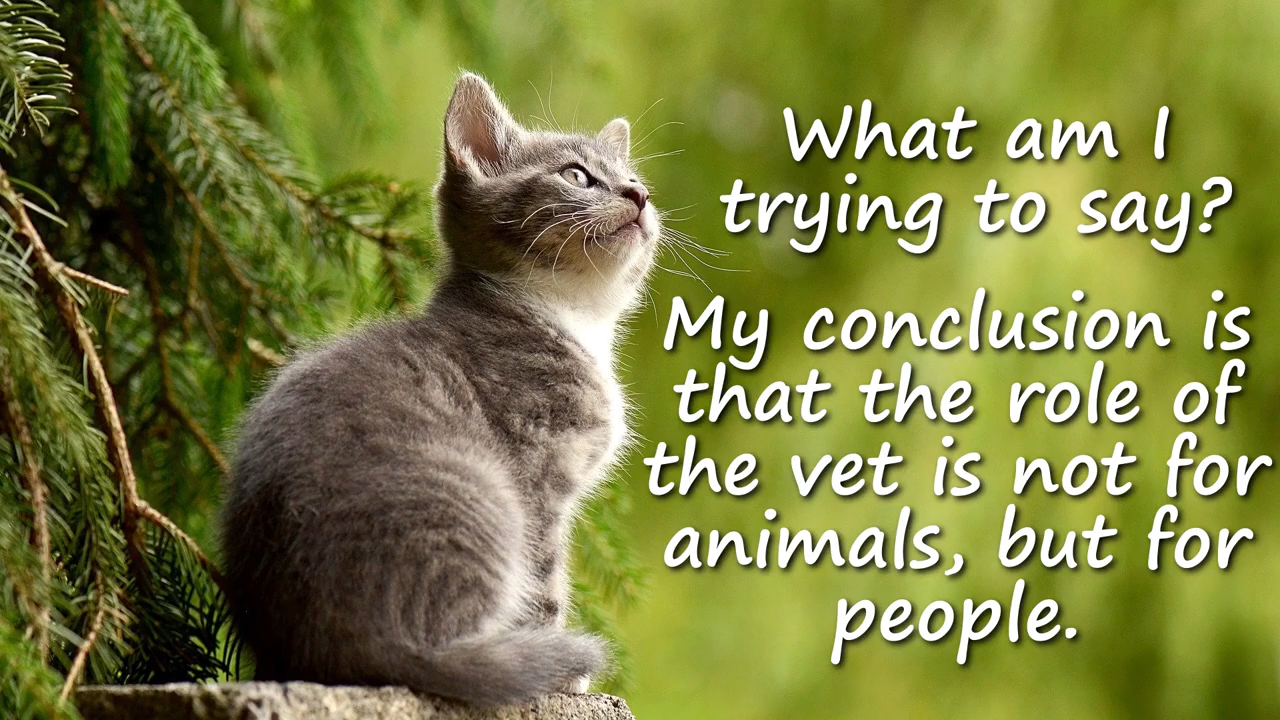 What am I
trying to say?
My conclusion is
that the role of
the vet is not for
animals, but for
people.